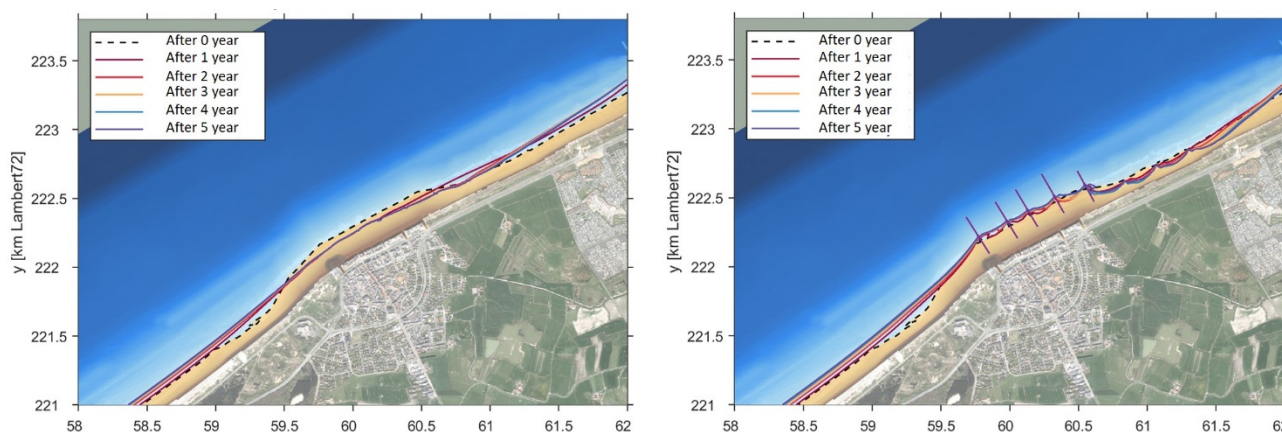 After 0 year
After 1 year
After 2 year
After 3 year
After 4 year
After 5 year
223.5
223
222.5
222
221.5
221
y [km Lambert72]
58
58.5
59
59.5
60
60.5
61
61.5
62
After 0 year
After 1 year
After 2 year
After 3 year
After 4 year
After 5 year
223.5
223
222.5
222
221.5
221
y [km Lambert72]
58
58.5
59
59.5
60
60.5
61
61.5